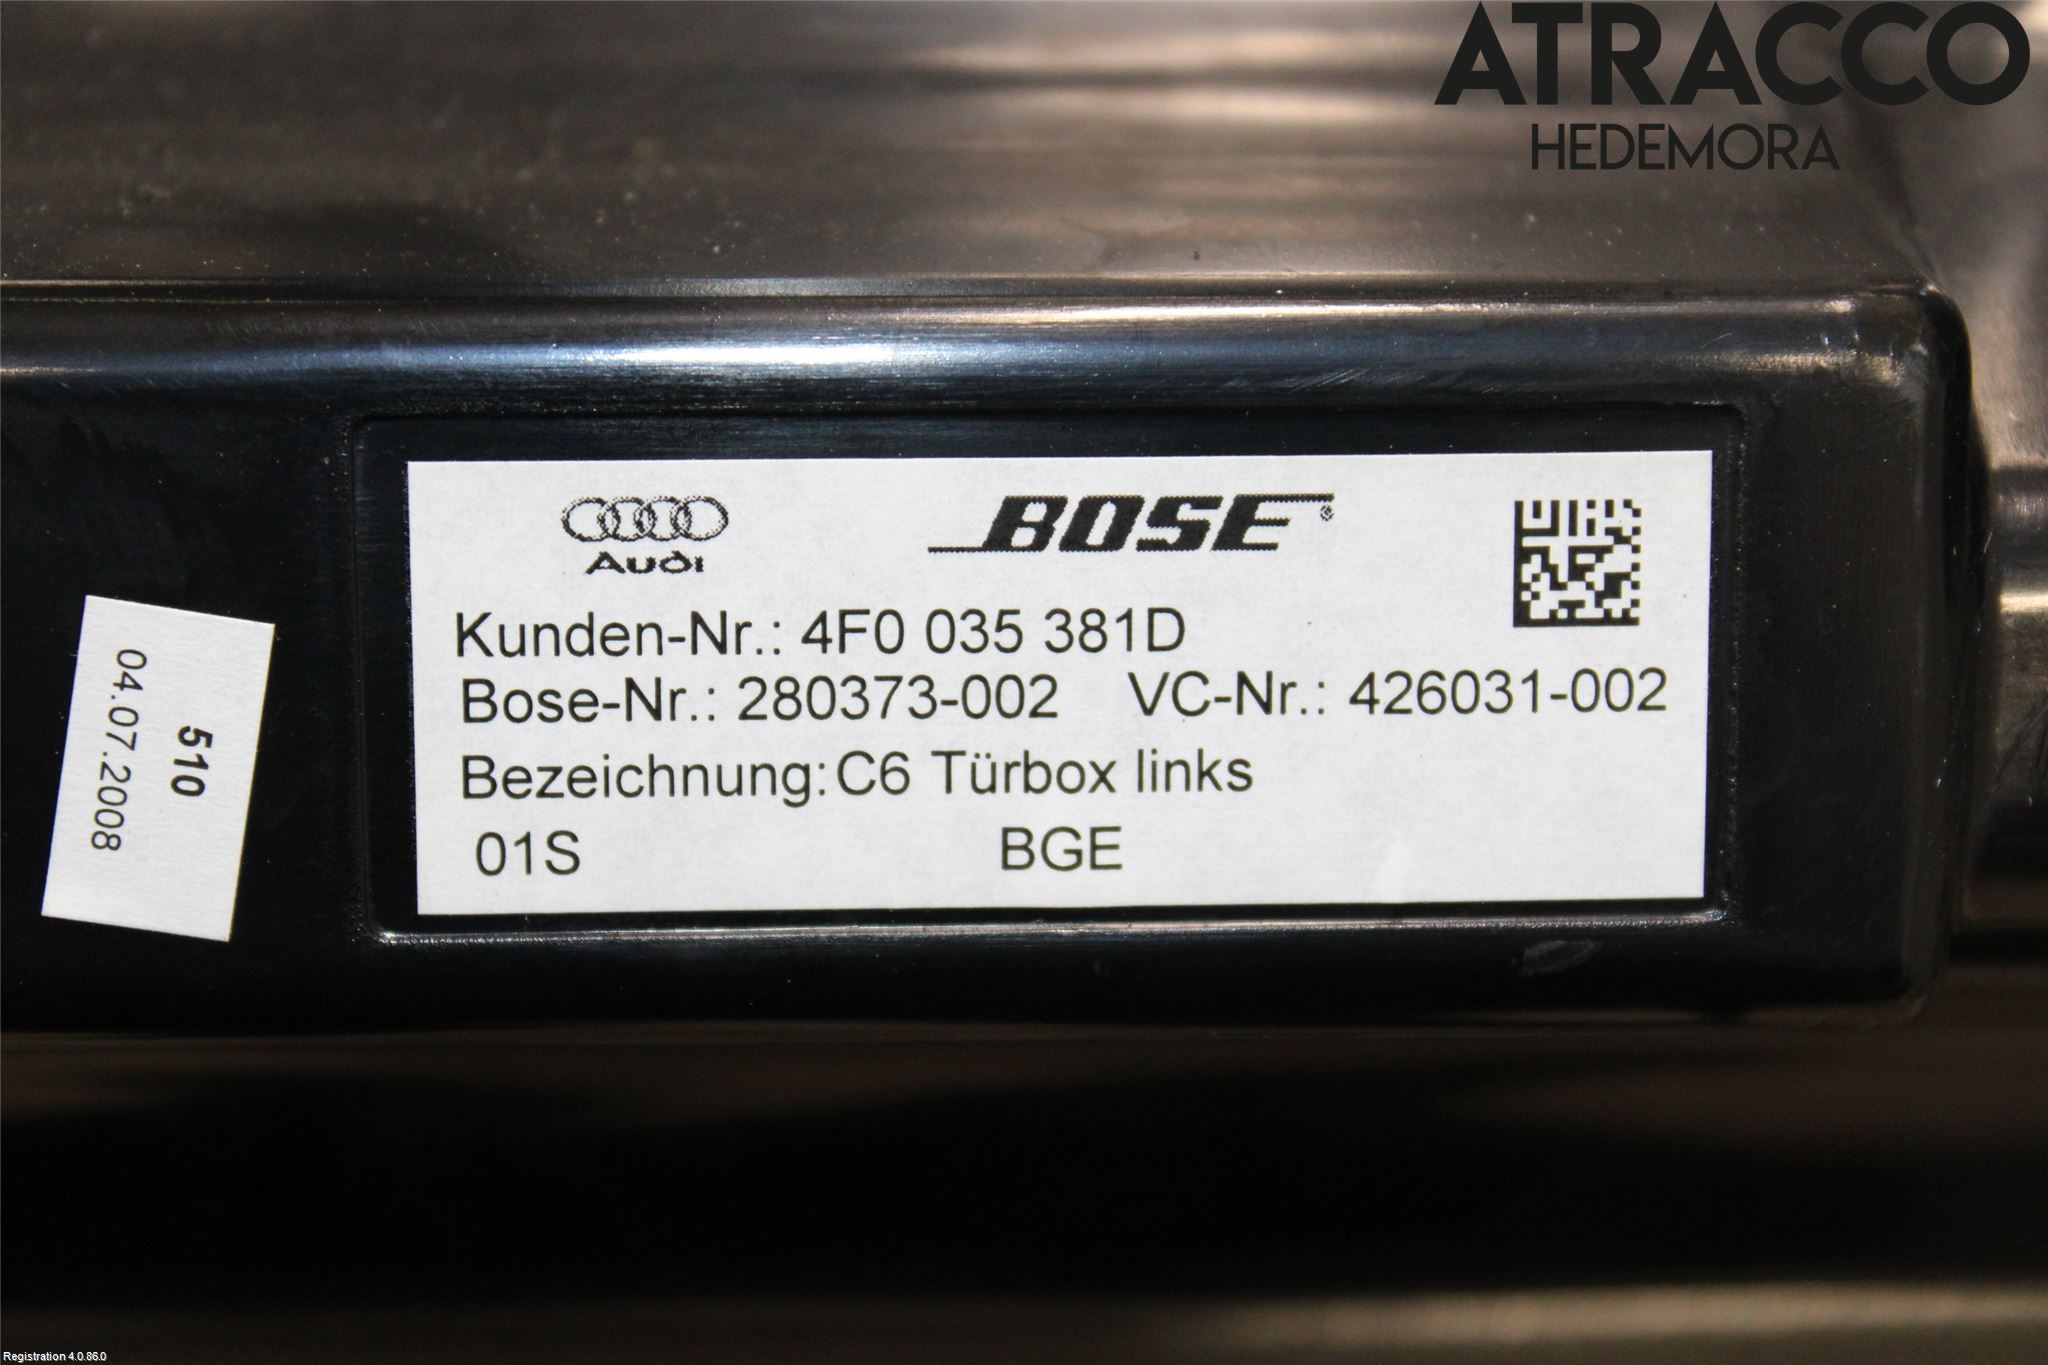 ATRACCO
HEDEMORA
Audi
BOSE®
Kunden-Nr.: 4F0 035 381D
Bose-Nr.: 280373-002 VC-Nr.: 426031-002
Bezeichnung: C6 Türbox links
01S BGE
510
04.07.2008
Registration 4.0.86.0